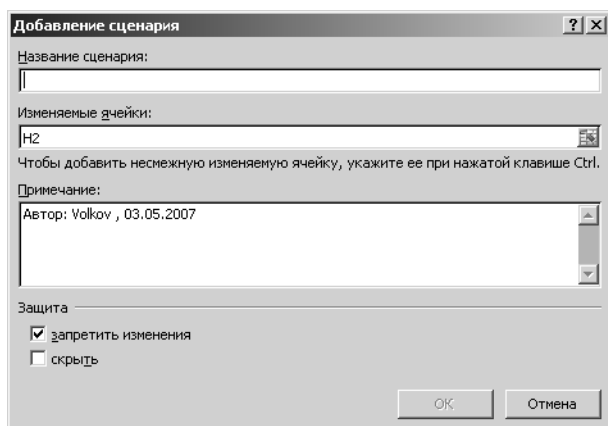 Добавление сценария
Название сценария:
Изменяемые ячейки:
H2
Чтобы добавить несмежную изменяемую ячейку, укажите ее при нажатой клавише Ctrl.
Примечание:
Автор: Volkov , 03.05.2007
Защита
запретить изменения
скрыть
ОК
Отмена